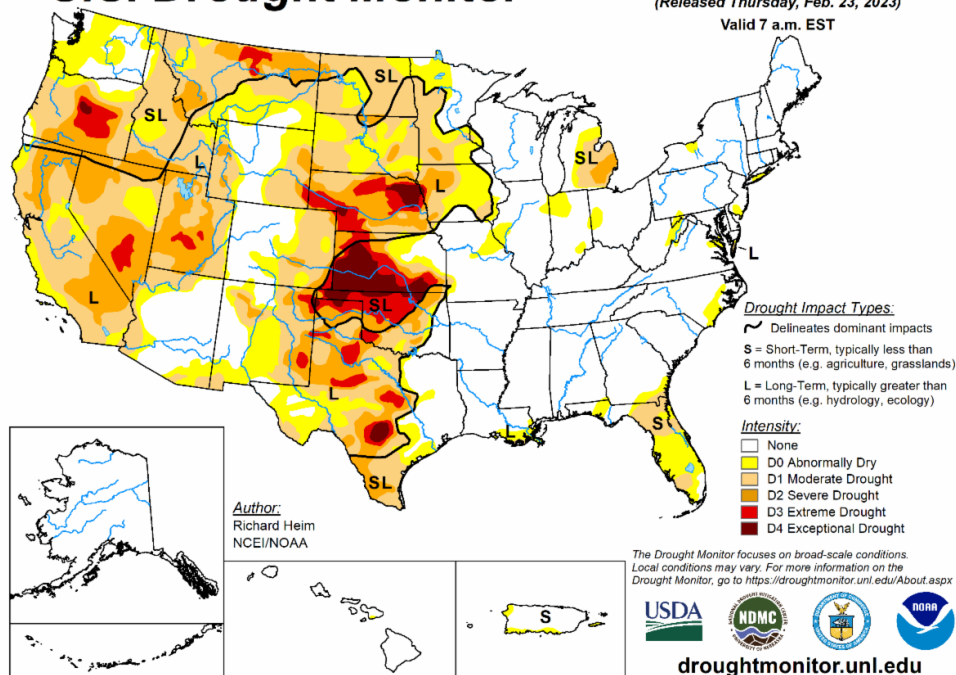 (Released Thursday, Feb. 23, 2023)
Valid 7 a.m. EST
SL
SL
L
SL
L
SL
L
L
SL
L
S
L
SL
Drought Impact Types:
Delineates dominant impacts
S = Short-Term, typically less than
6 months (e.g. agriculture, grasslands)
L = Long-Term, typically greater than
6 months (e.g. hydrology, ecology)
Intensity:
None
D0 Abnormally Dry
D1 Moderate Drought
D2 Severe Drought
D3 Extreme Drought
D4 Exceptional Drought
Author:
Richard Heim
NCEI/NOAA
The Drought Monitor focuses on broad-scale conditions.
Local conditions may vary. For more information on the
Drought Monitor, go to https://droughtmonitor.unl.edu/About.aspx
S
USDA
NDMC
NOAA
droughtmonitor.unl.edu